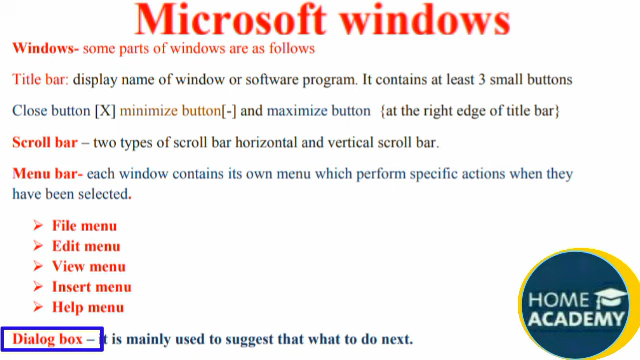 Microsoft windows
Windows- some parts of windows are as follows
Title bar: display name of window or software program. It contains at least 3 small buttons
Close button [X] minimize button[-] and maximize button {at the right edge of title bar}
Scroll bar – two types of scroll bar horizontal and vertical scroll bar.
Menu bar- each window contains its own menu which perform specific actions when they
have been selected.
➤ File menu
➤ Edit menu
➤ View menu
➤ Insert menu
➤ Help menu
HOME
ACADEMY
Dialog box – it is mainly used to suggest that what to do next.